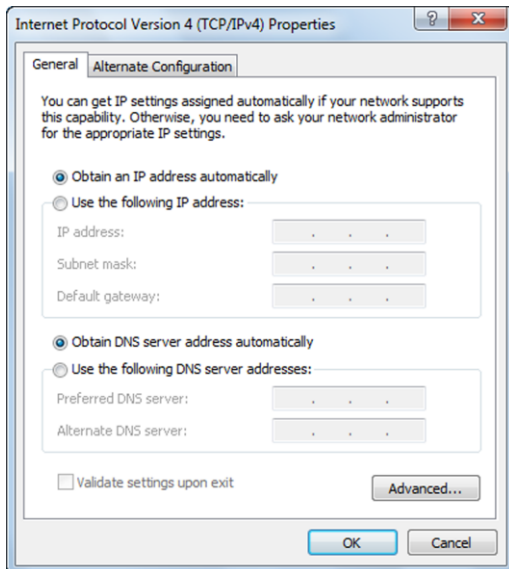 Internet Protocol Version 4 (TCP/IPv4) Properties
General
Alternate Configuration
You can get IP settings assigned automatically if your network supports
this capability. Otherwise, you need to ask your network administrator
for the appropriate IP settings.
Obtain an IP address automatically
Use the following IP address:
IP address:
Subnet mask:
Default gateway:
Obtain DNS server address automatically
Use the following DNS server addresses:
Preferred DNS server:
Alternate DNS server:
Validate settings upon exit
Advanced...
OK
Cancel